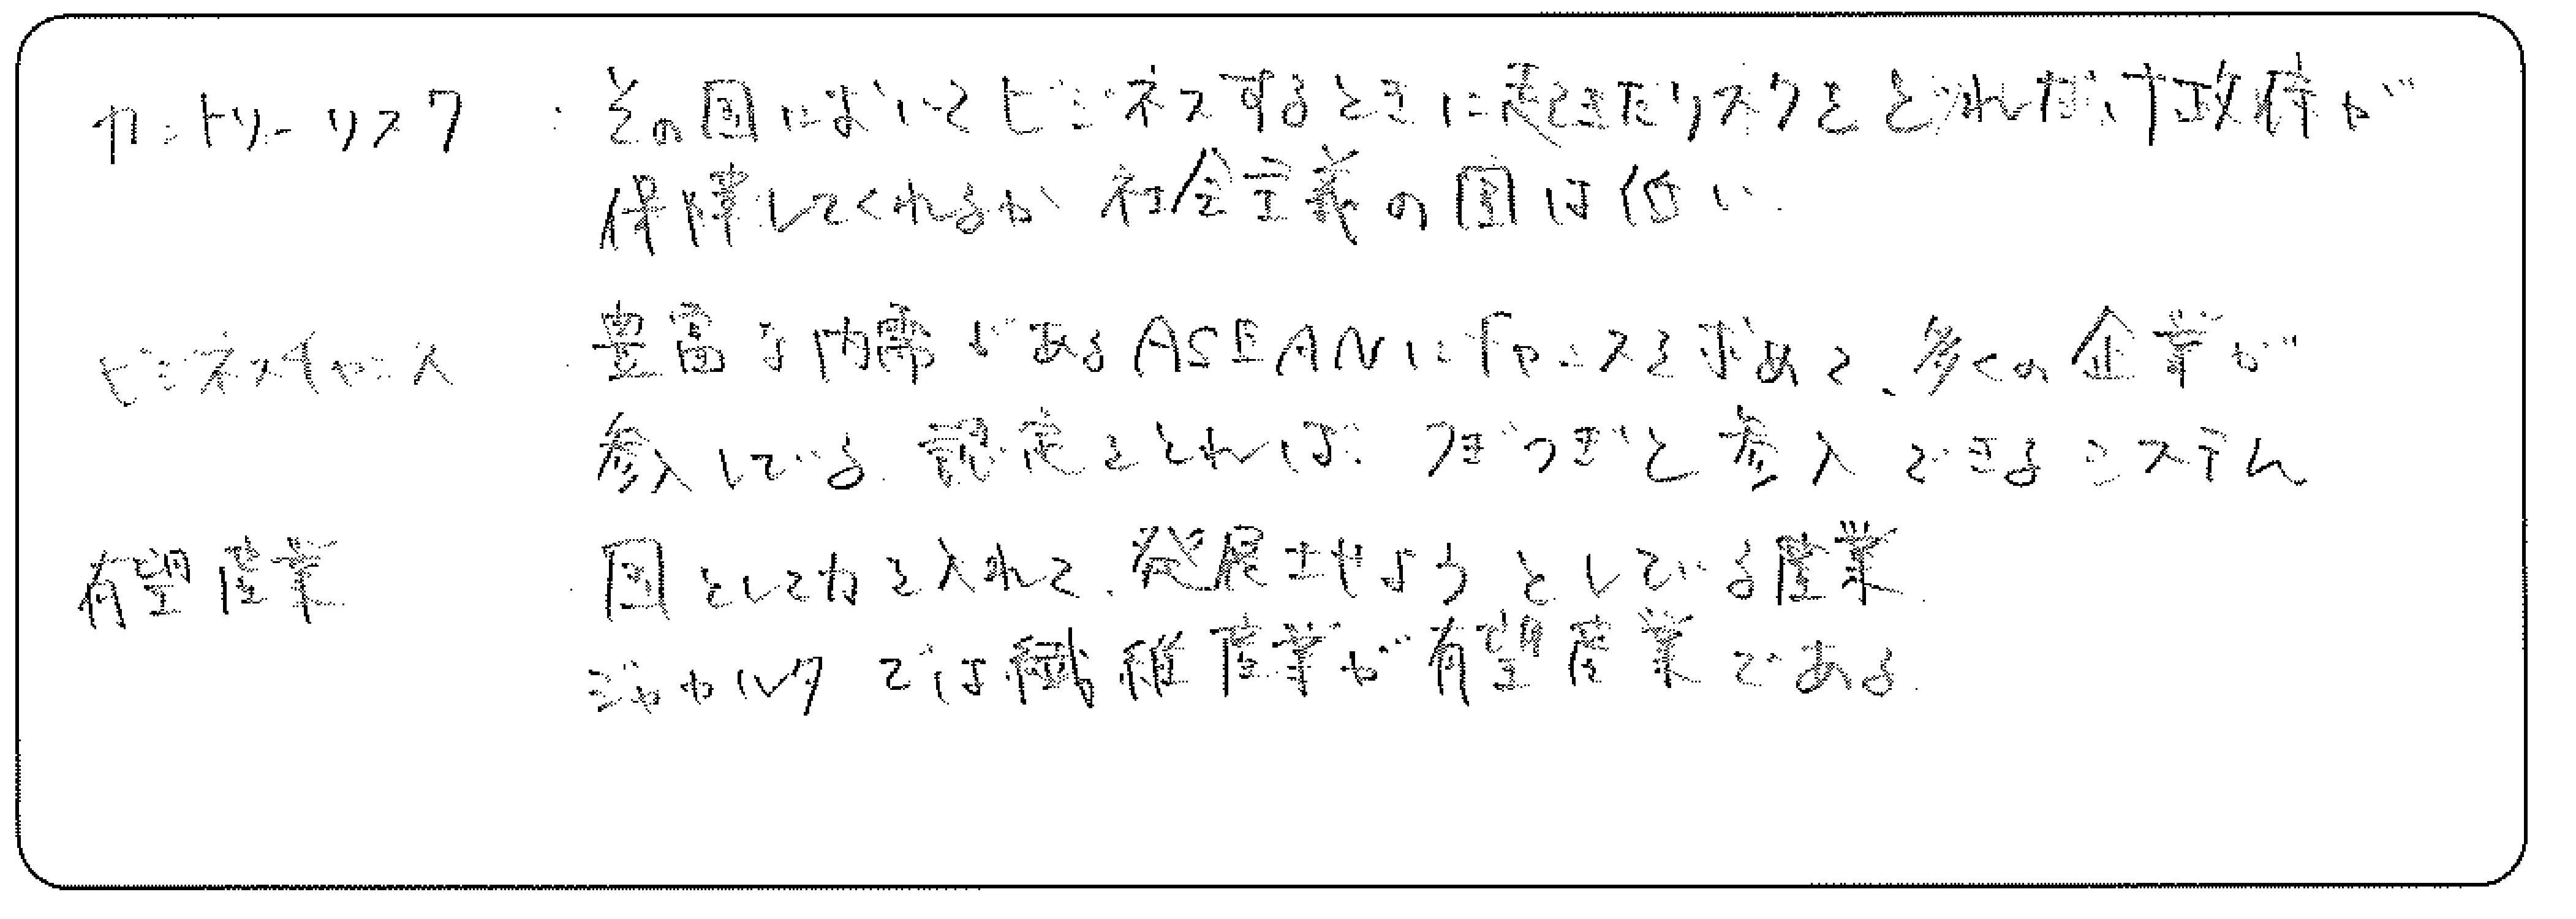 カントリーリスク ・その国においてビジネスするときに起きたリスクをどれだけ政府が
保障してくれるか 社会主義の国は低い
ビジネスチャンス ・豊富な内需があるASEANにチャンスを求めて、多くの企業が
参入している。認定をとれば、つぎつぎと参入できるシステム
有望産業 ・国として力を入れて、発展させようとしている産業。
ジャカルタでは繊維産業が有望産業である。